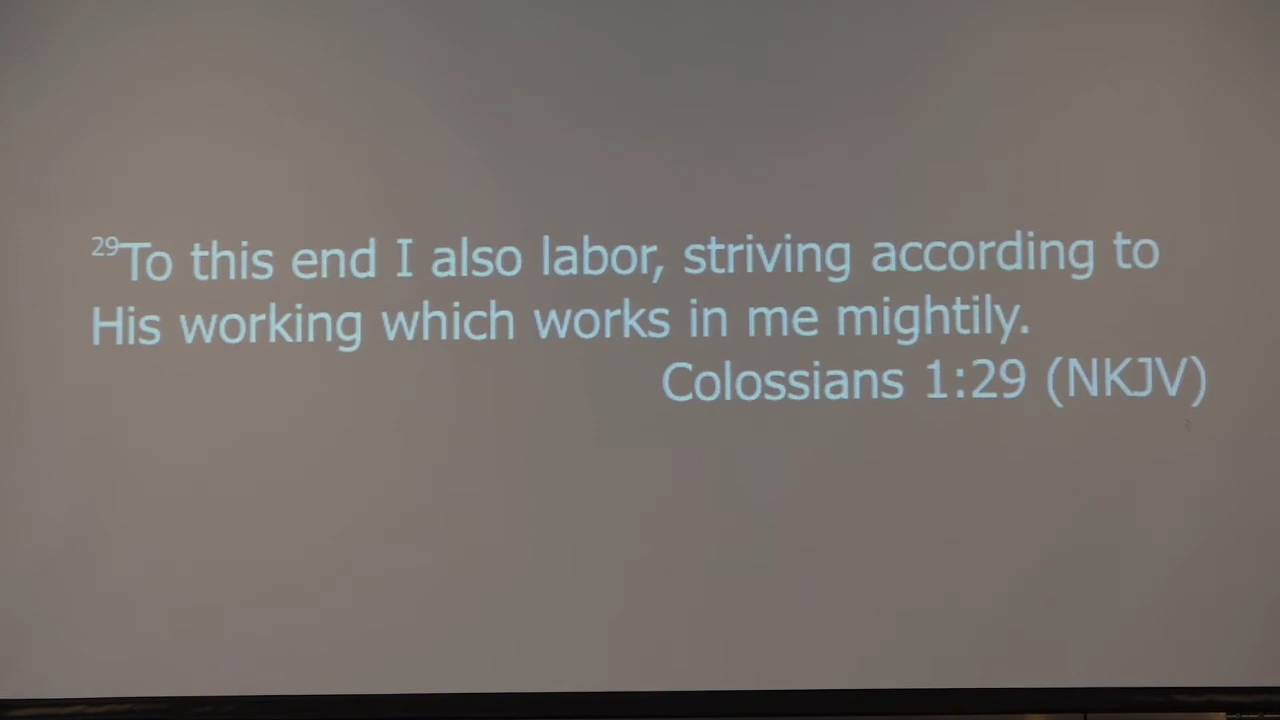 29To this end I also labor, striving according to
His working which works in me mightily.
Colossians 1:29 (NKJV)